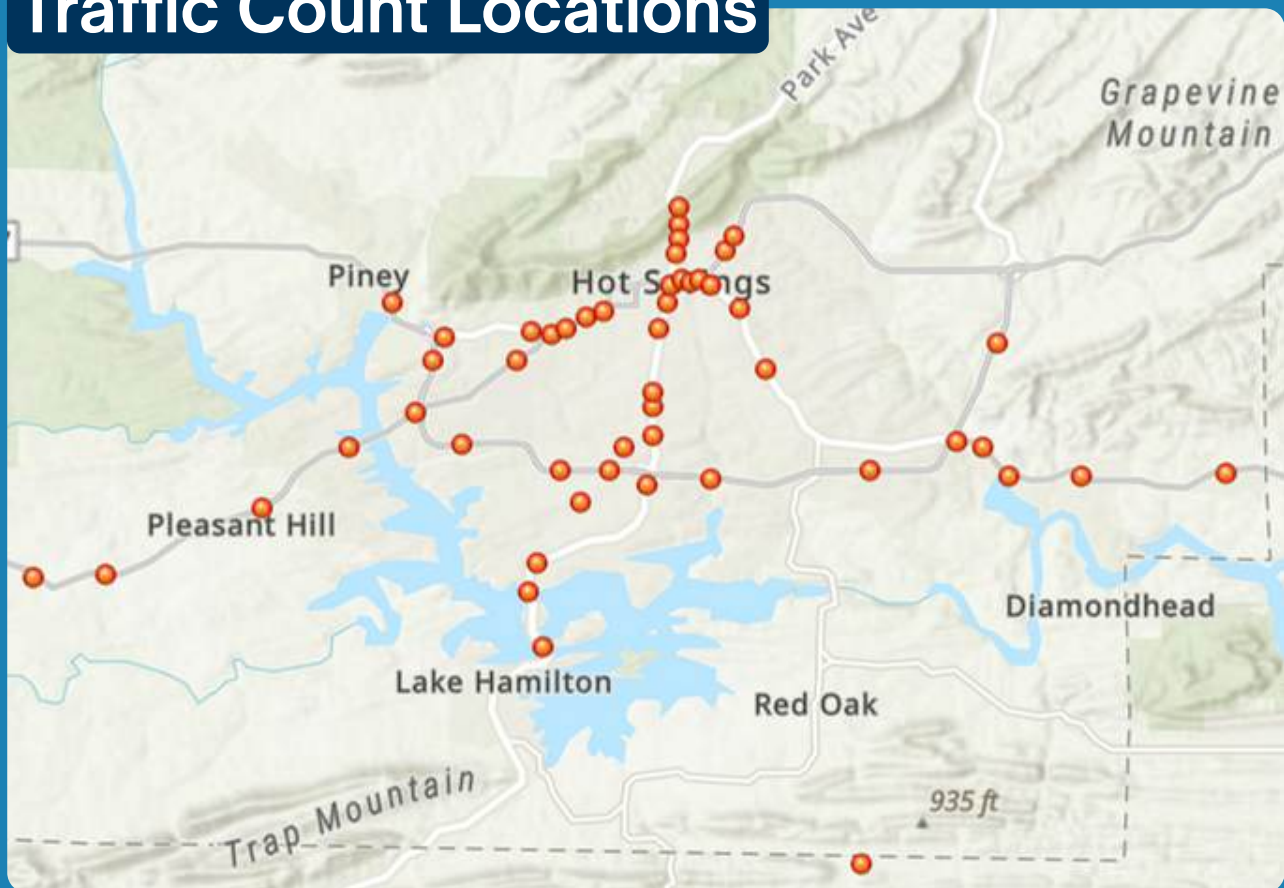 Traffic Count Locations
Park Ave
Grapevine
Mountain
Piney
Hot Springs
Pleasant Hill
Diamondhead
Lake Hamilton
Red Oak
Trap Mountain
935 ft